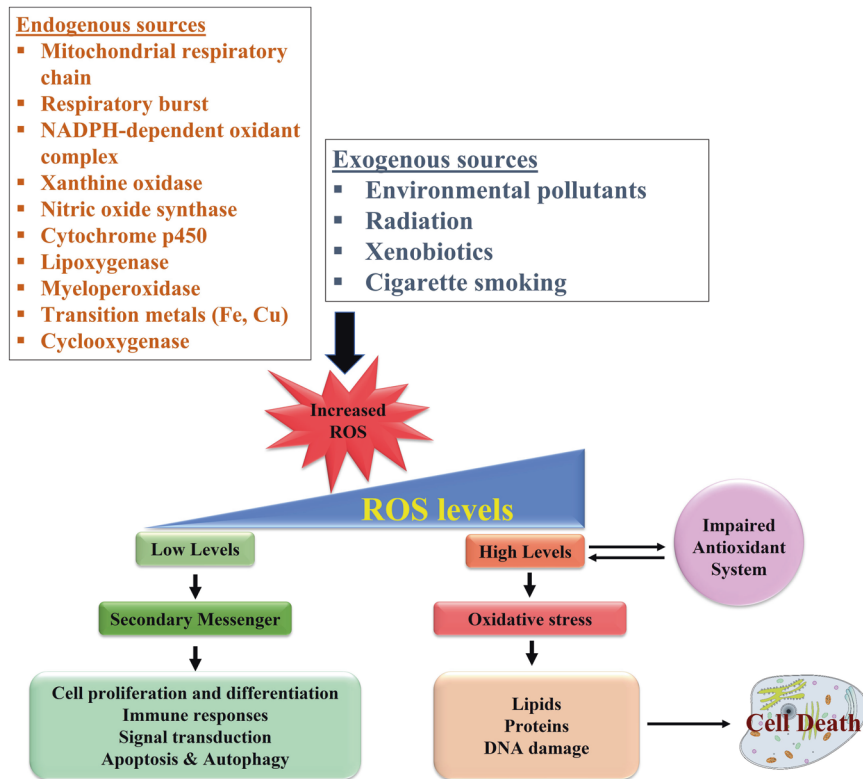 Endogenous sources
▪ Mitochondrial respiratory
chain
▪ Respiratory burst
▪ NADPH-dependent oxidant
complex
▪ Xanthine oxidase
▪ Nitric oxide synthase
▪ Cytochrome p450
▪ Lipoxygenase
▪ Myeloperoxidase
▪ Transition metals (Fe, Cu)
▪ Cyclooxygenase
Exogenous sources
▪ Environmental pollutants
▪ Radiation
▪ Xenobiotics
▪ Cigarette smoking
Increased
ROS
ROS levels
Low Levels
High Levels
Impaired
Antioxidant
System
Secondary Messenger
Oxidative stress
Cell proliferation and differentiation
Immune responses
Signal transduction
Apoptosis & Autophagy
Lipids
Proteins
DNA damage
Cell Death